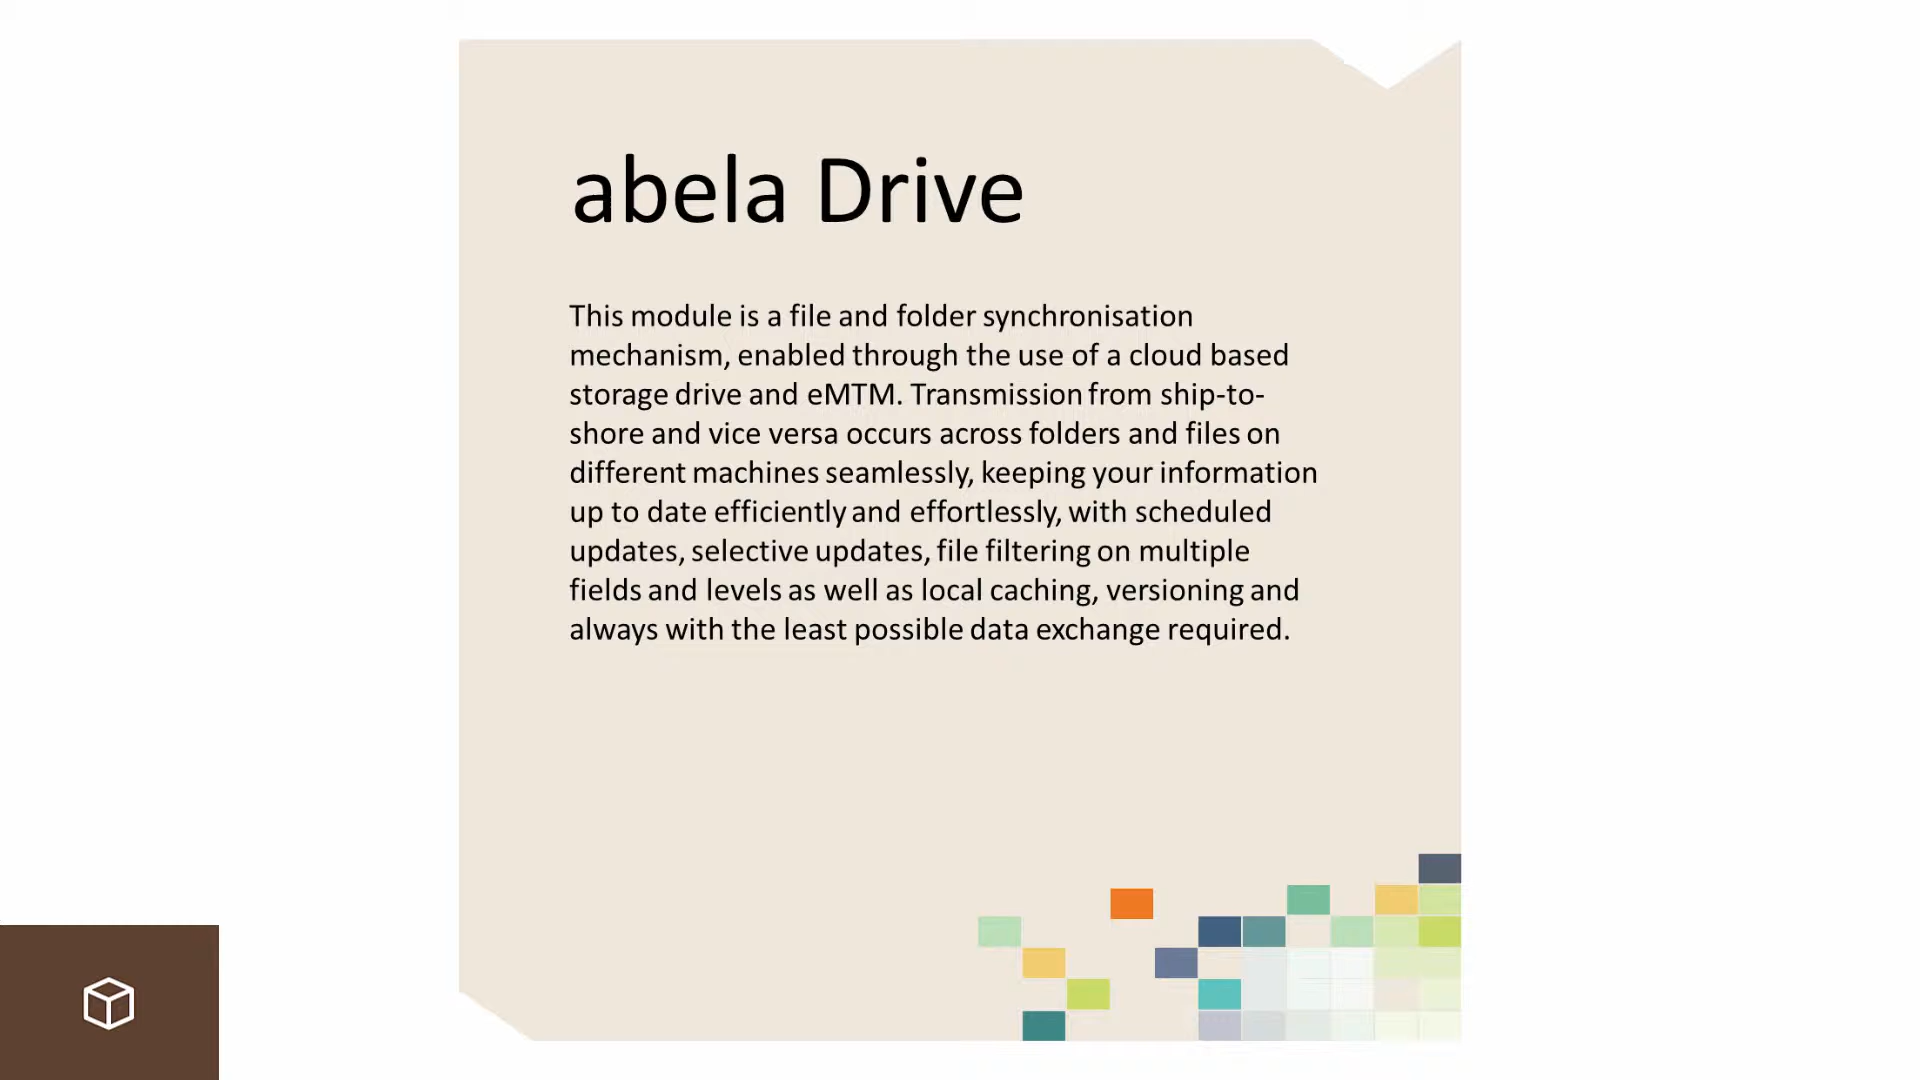 abela Drive
This module is a file and folder synchronisation
mechanism, enabled through the use of a cloud based
storage drive and eMTM. Transmission from ship-to-
shore and vice versa occurs across folders and files on
different machines seamlessly, keeping your information
up to date efficiently and effortlessly, with scheduled
updates, selective updates, file filtering on multiple
fields and levels as well as local caching, versioning and
always with the least possible data exchange required.